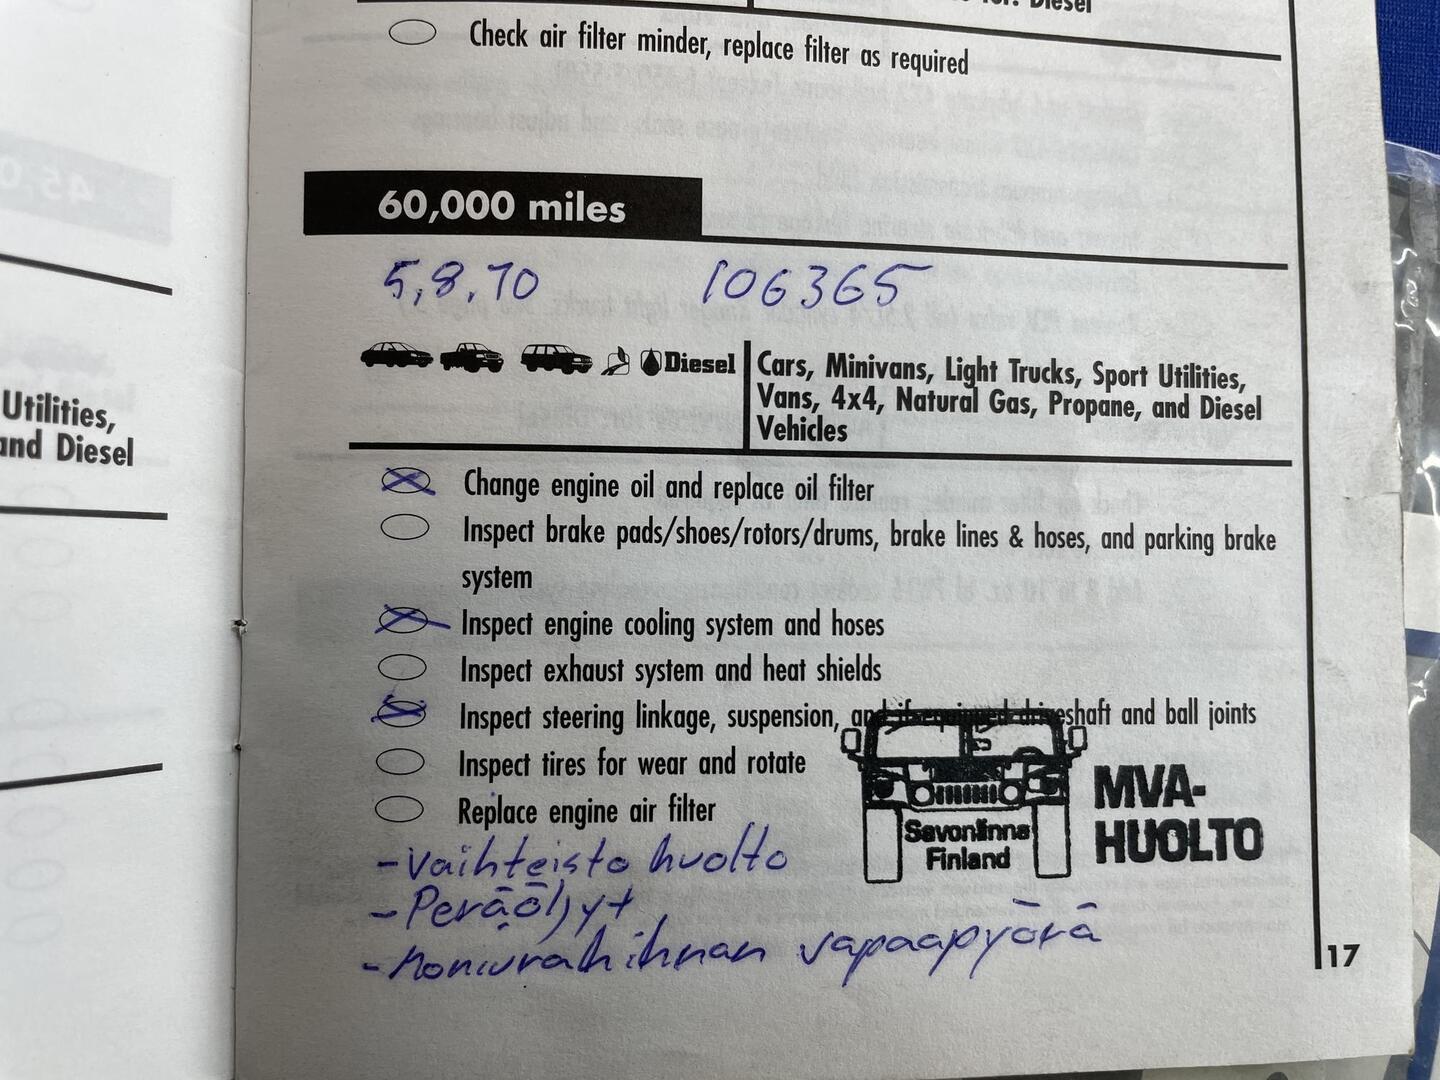 Diesel
Check air filter minder, replace filter as required
60,000 miles
5,8,10 106365
Diesel
Cars, Minivans, Light Trucks, Sport Utilities,
Vans, 4x4, Natural Gas, Propane, and Diesel
Vehicles
Utilities,
and Diesel
Change engine oil and replace oil filter
Inspect brake pads/shoes/rotors/drums, brake lines & hoses, and parking brake
system
Inspect engine cooling system and hoses
Inspect exhaust system and heat shields
Inspect steering linkage, suspension, and if equipped driveshaft and ball joints
Inspect tires for wear and rotate
Replace engine air filter
MVA-
HUOLTO
Savonlinna
Finland
- Vaihteisto huolto
- Peräöljyt
- Moniurahihnan vapaapyörä
17